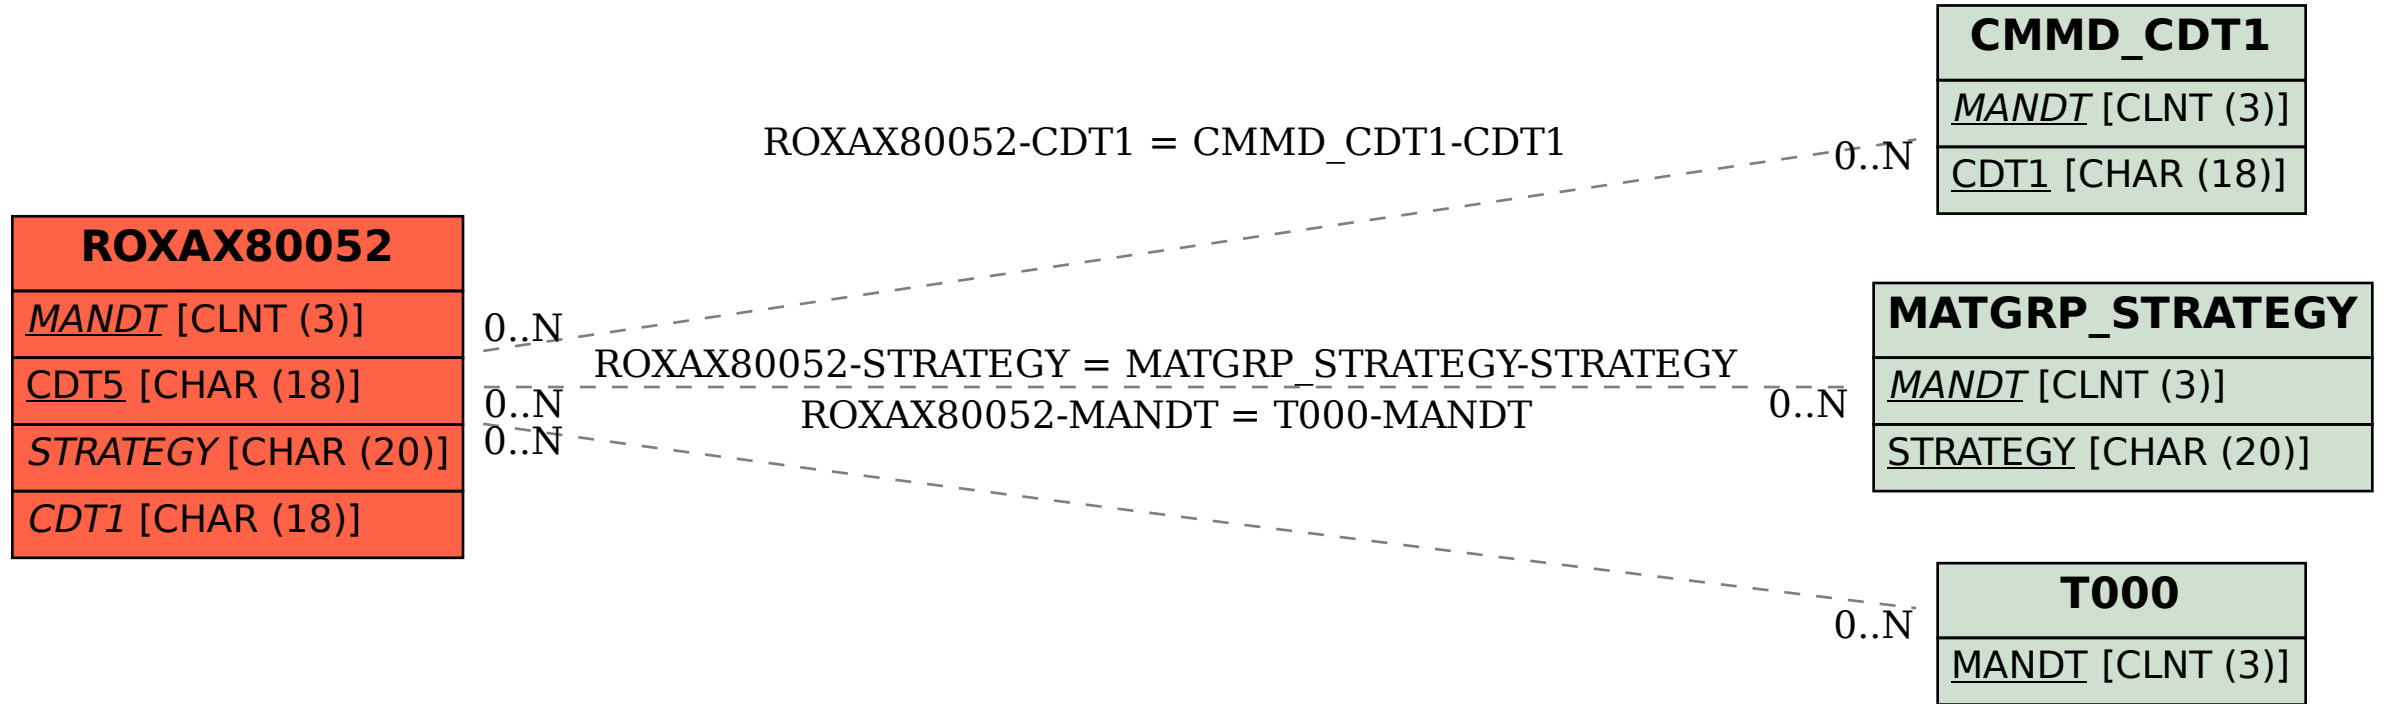 ROXAX80052
MANDT [CLNT (3)]
CDT5 [CHAR (18)]
STRATEGY [CHAR (20)]
CDT1 [CHAR (18)]
ROXAX80052-CDT1 = CMMD_CDT1-CDT1
0..N
0..N
ROXAX80052-STRATEGY = MATGRP_STRATEGY-STRATEGY
0..N
0..N
ROXAX80052-MANDT = T000-MANDT
0..N
0..N
CMMD_CDT1
MANDT [CLNT (3)]
CDT1 [CHAR (18)]
MATGRP_STRATEGY
MANDT [CLNT (3)]
STRATEGY [CHAR (20)]
T000
MANDT [CLNT (3)]